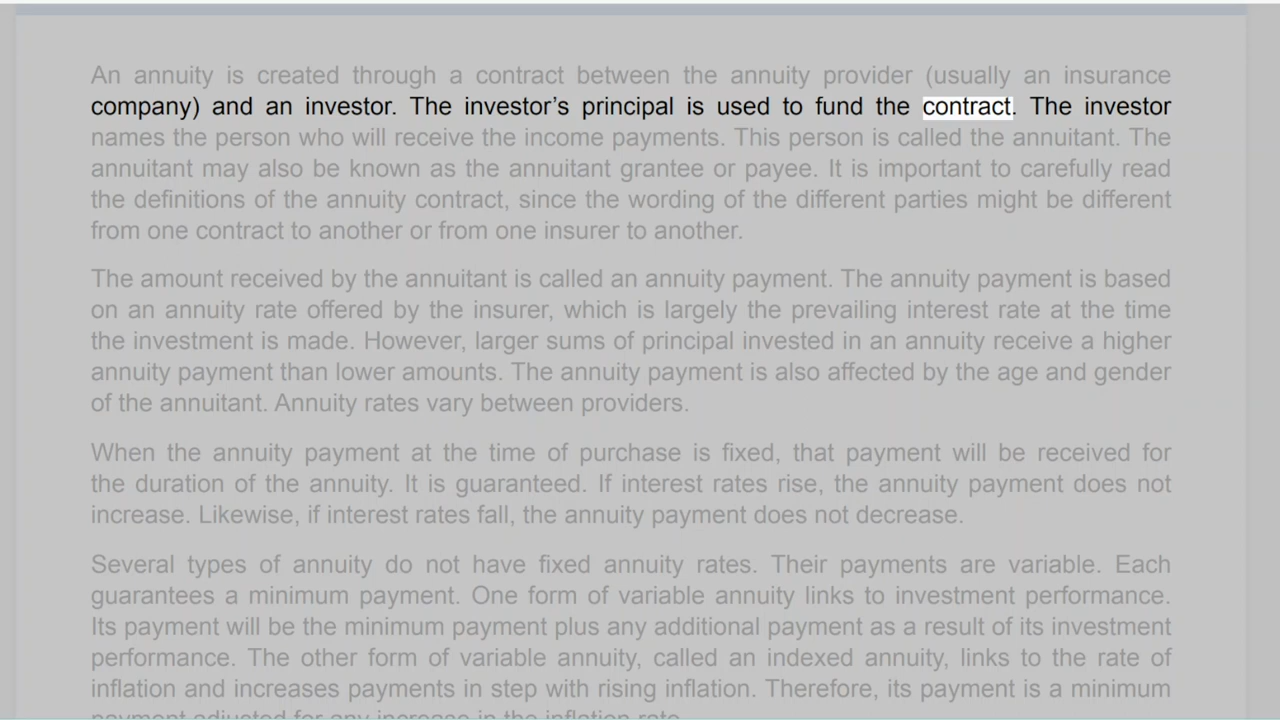 An annuity is created through a contract between the annuity provider (usually an insurance
company) and an investor. The investor’s principal is used to fund the contract. The investor
names the person who will receive the income payments. This person is called the annuitant. The
annuitant may also be known as the annuitant grantee or payee. It is important to carefully read
the definitions of the annuity contract, since the wording of the different parties might be different
from one contract to another or from one insurer to another.
The amount received by the annuitant is called an annuity payment. The annuity payment is based
on an annuity rate offered by the insurer, which is largely the prevailing interest rate at the time
the investment is made. However, larger sums of principal invested in an annuity receive a higher
annuity payment than lower amounts. The annuity payment is also affected by the age and gender
of the annuitant. Annuity rates vary between providers.
When the annuity payment at the time of purchase is fixed, that payment will be received for
the duration of the annuity. It is guaranteed. If interest rates rise, the annuity payment does not
increase. Likewise, if interest rates fall, the annuity payment does not decrease.
Several types of annuity do not have fixed annuity rates. Their payments are variable. Each
guarantees a minimum payment. One form of variable annuity links to investment performance.
Its payment will be the minimum payment plus any additional payment as a result of its investment
performance. The other form of variable annuity, called an indexed annuity, links to the rate of
inflation and increases payments in step with rising inflation. Therefore, its payment is a minimum
payment adjusted for any increase in the inflation rate.